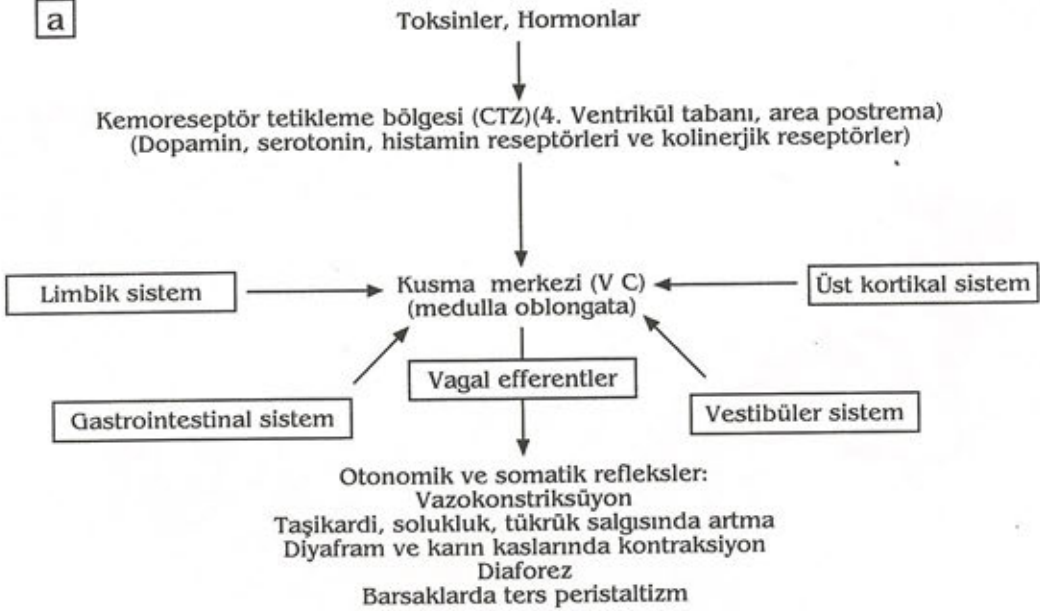 a
Toksinler, Hormonlar
Kemoreseptör tetikleme bölgesi (CTZ)(4. Ventrikül tabanı, area postrema)
(Dopamin, serotonin, histamin reseptörleri ve kolinerjik reseptörler)
Limbik sistem
Kusma merkezi (V C)
(medulla oblongata)
Üst kortikal sistem
Gastrointestinal sistem
Vagal efferentler
Vestibüler sistem
Otonomik ve somatik refleksler:
Vazokonstriksüyon
Taşikardi, solukluk, tükrük salgısında artma
Diyafram ve karın kaslarında kontraksiyon
Diaforez
Barsaklarda ters peristaltizm